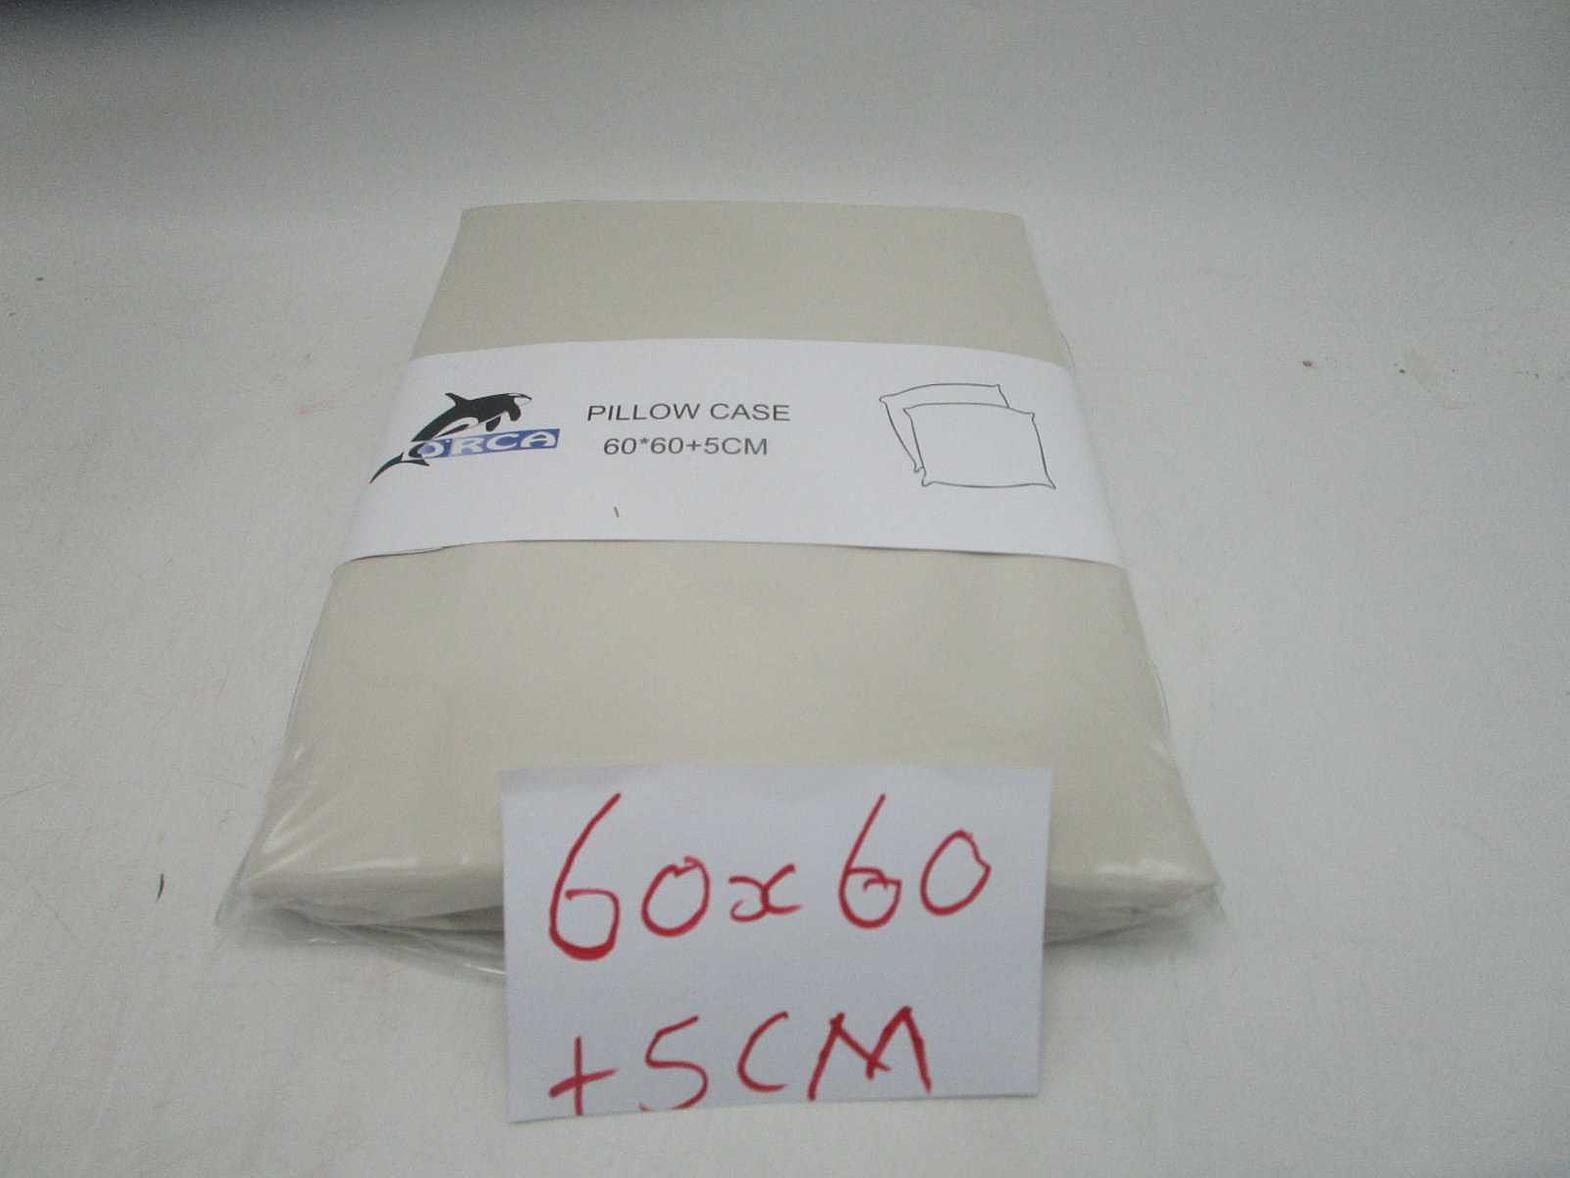 ORCA
PILLOW CASE
60*60+5CM
60x60
+5CM